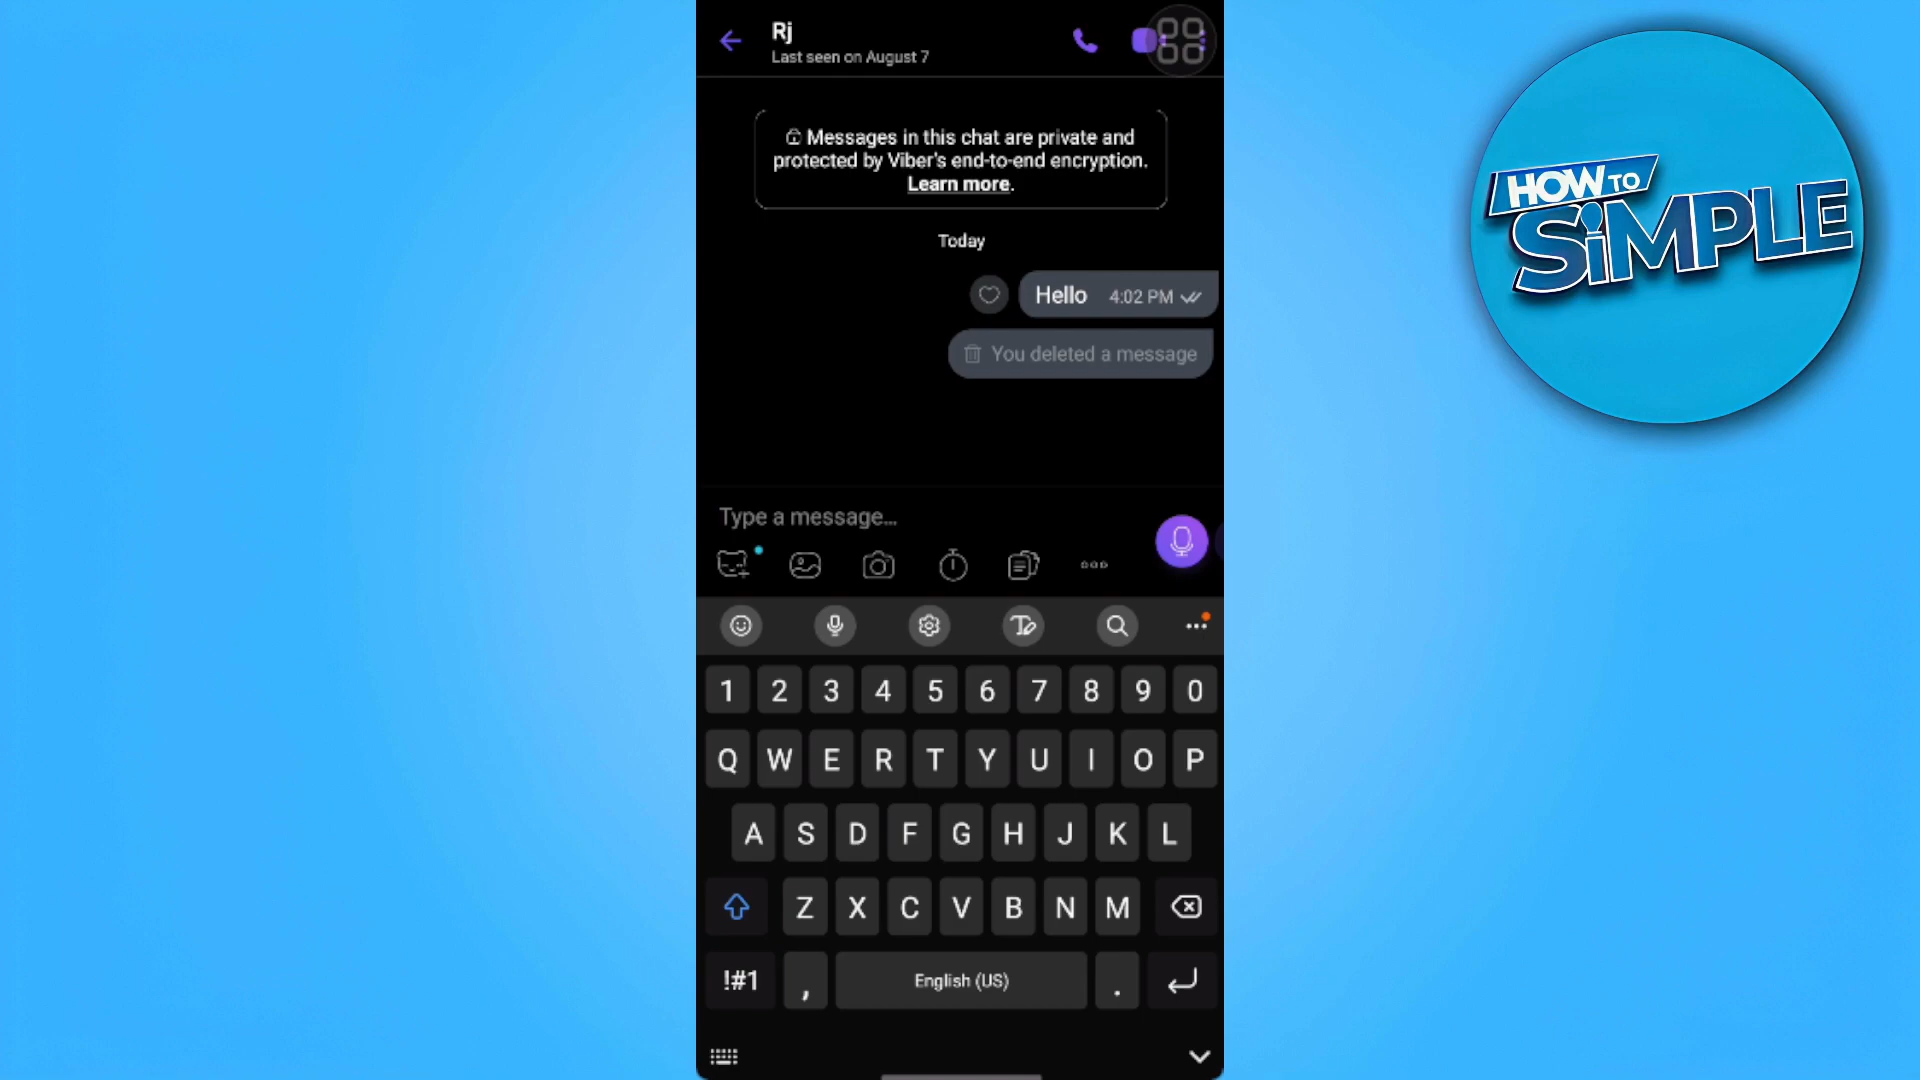 Rj
Last seen on August 7
Messages in this chat are private and
protected by Viber's end-to-end encryption.
Learn more.
Today
Hello 4:02 PM
You deleted a message
Type a message...
1 2 3 4 5 6 7 8 9 0
Q W E R T Y U I O P
A S D F G H J K L
Z X C V B N M
!#1 , English (US) .
HOW TO
SiMPLE